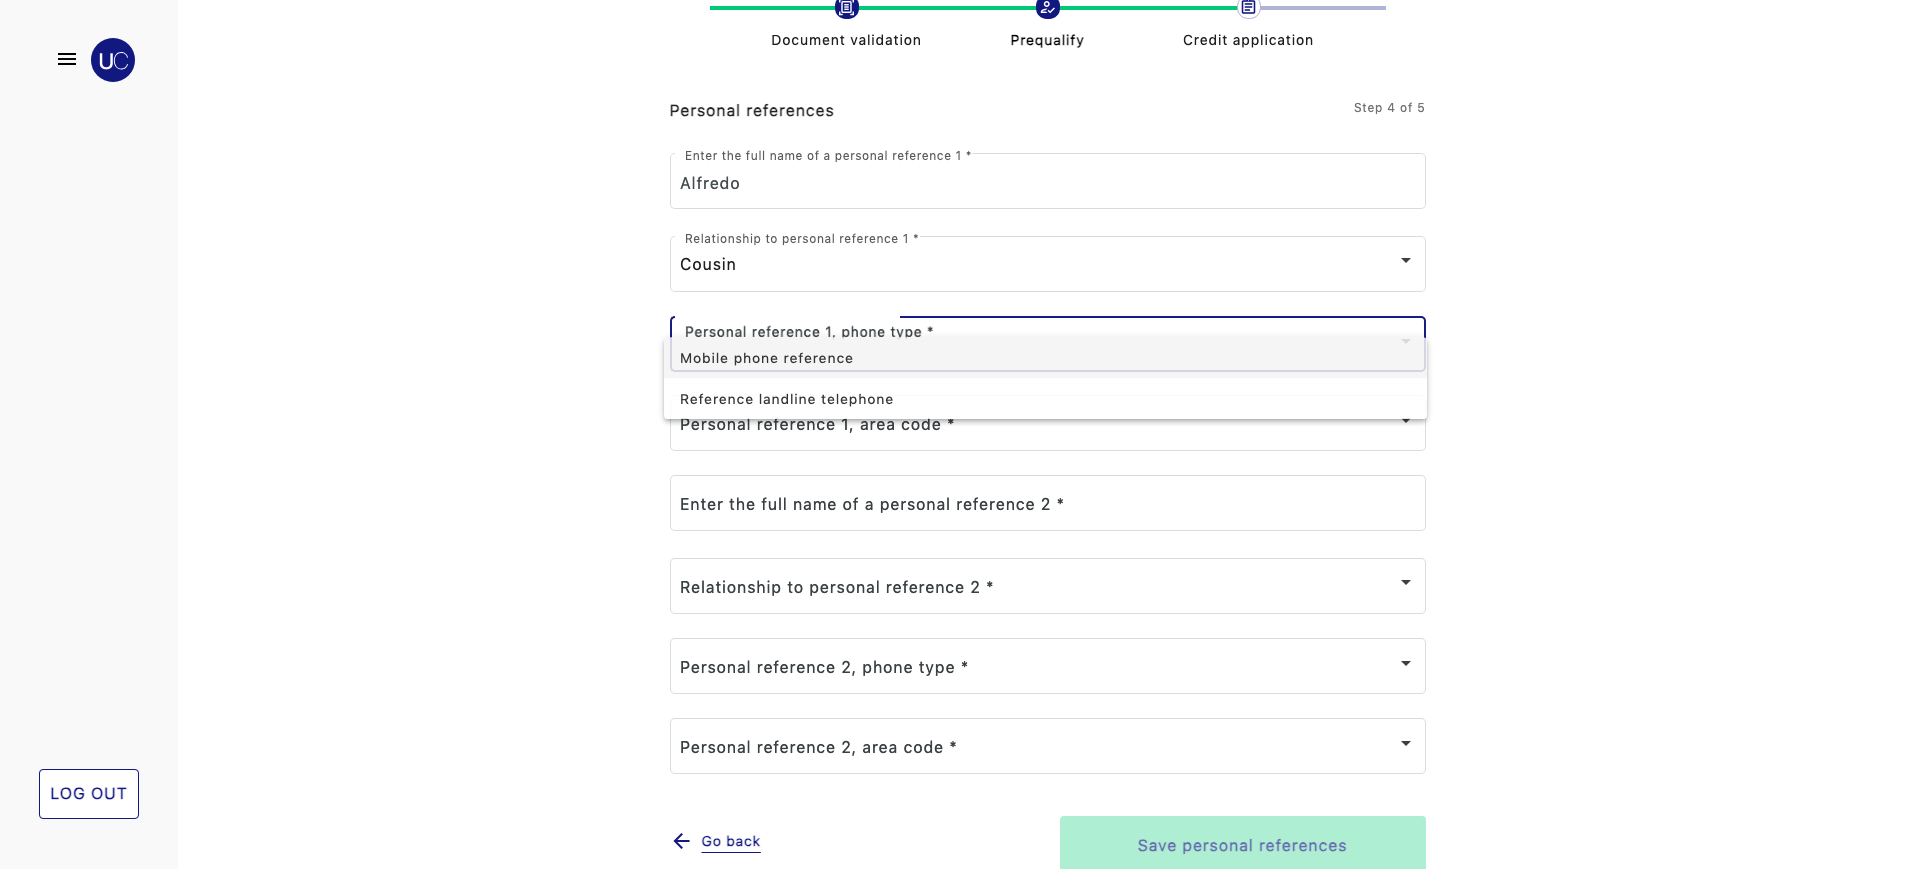 UC
Document validation
Prequalify
Credit application
Personal references
Step 4 of 5
Enter the full name of a personal reference 1 *
Alfredo
Relationship to personal reference 1 *
Cousin
Personal reference 1, phone type *
Mobile phone reference
Reference landline telephone
Personal reference 1, area code *
Enter the full name of a personal reference 2 *
Relationship to personal reference 2 *
Personal reference 2, phone type *
Personal reference 2, area code *
LOG OUT
Go back
Save personal references